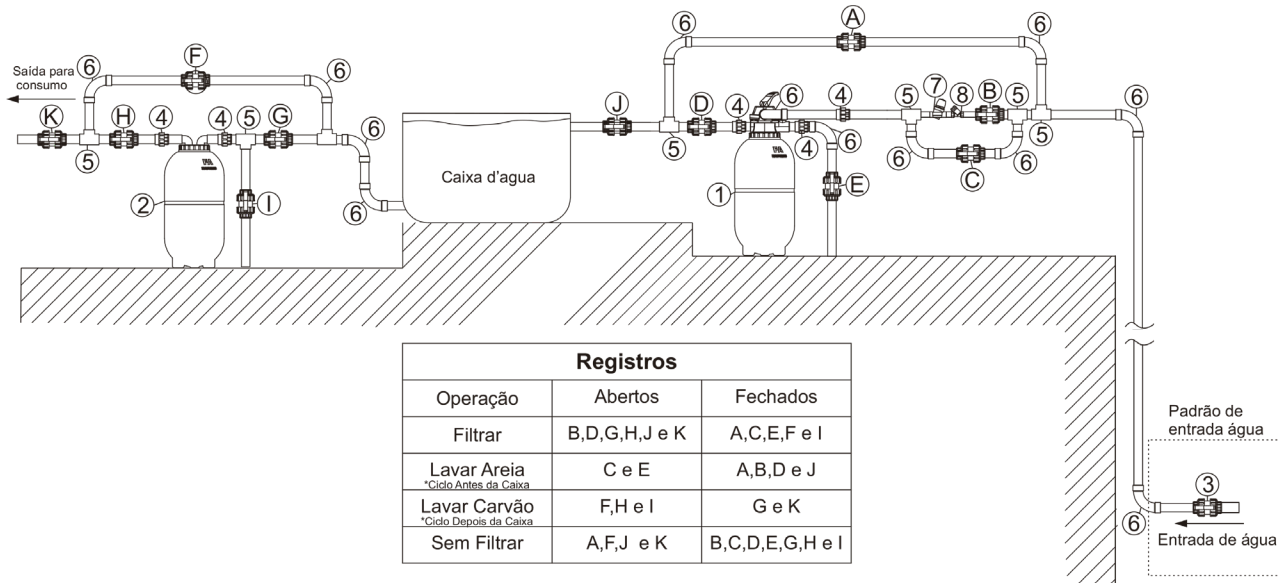 A
6
6
F
6
6
Saída para
consumo
K
H
4
4
5
G
5
2
I
6
6
Caixa d'agua
J
D
4
6
4
5
7
8
B
5
6
5
4
6
E
1
6
C
6
5
Registros
Operação Abertos Fechados
Filtrar B,D,G,H,J e K A,C,E,F e I
Lavar Areia C e E A,B,D e J
*Ciclo Antes da Caixa
Lavar Carvão F,H e I G e K
*Ciclo Depois da Caixa
Sem Filtrar A,F,J e K B,C,D,E,G,H e I
Padrão de
entrada água
3
6
Entrada de água